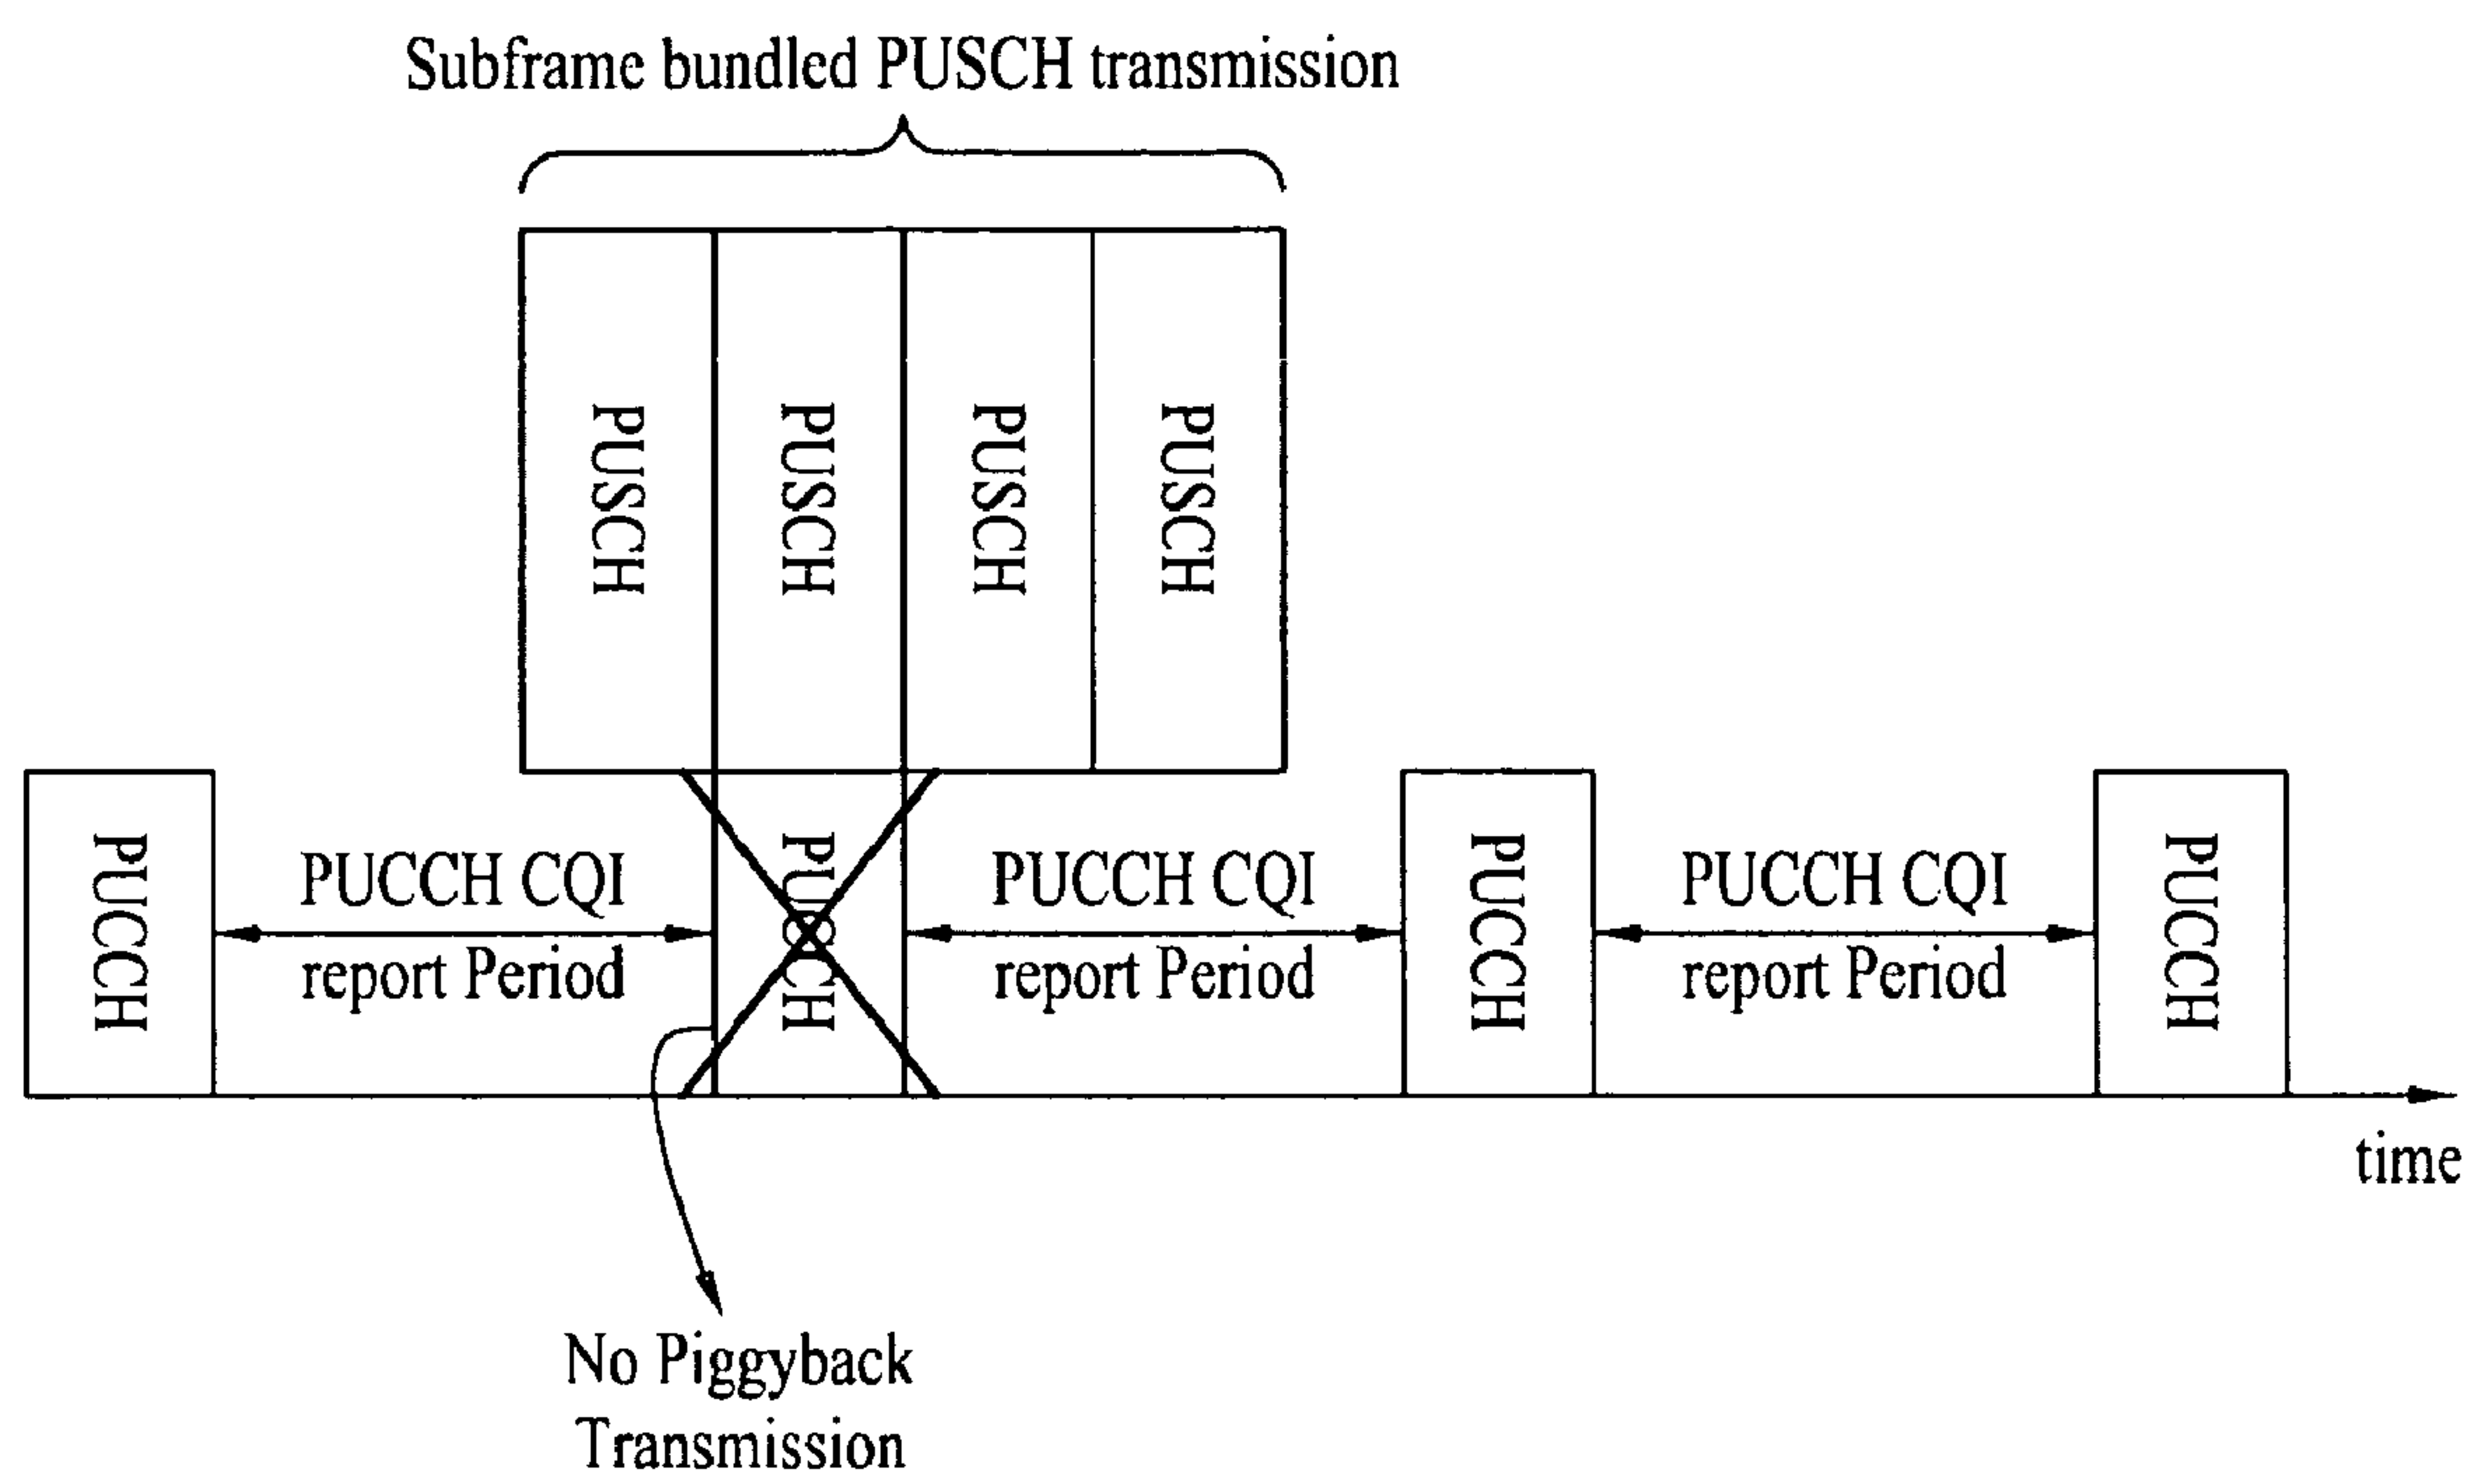 Subframe bundled PUSCH transmission
PUSCH
PUSCH
PUSCH
PUSCH
PUCCH
PUCCH CQI
report Period
PUCCH
PUCCH CQI
report Period
PUCCH
PUCCH CQI
report Period
PUCCH
time
No Piggyback
Transmission